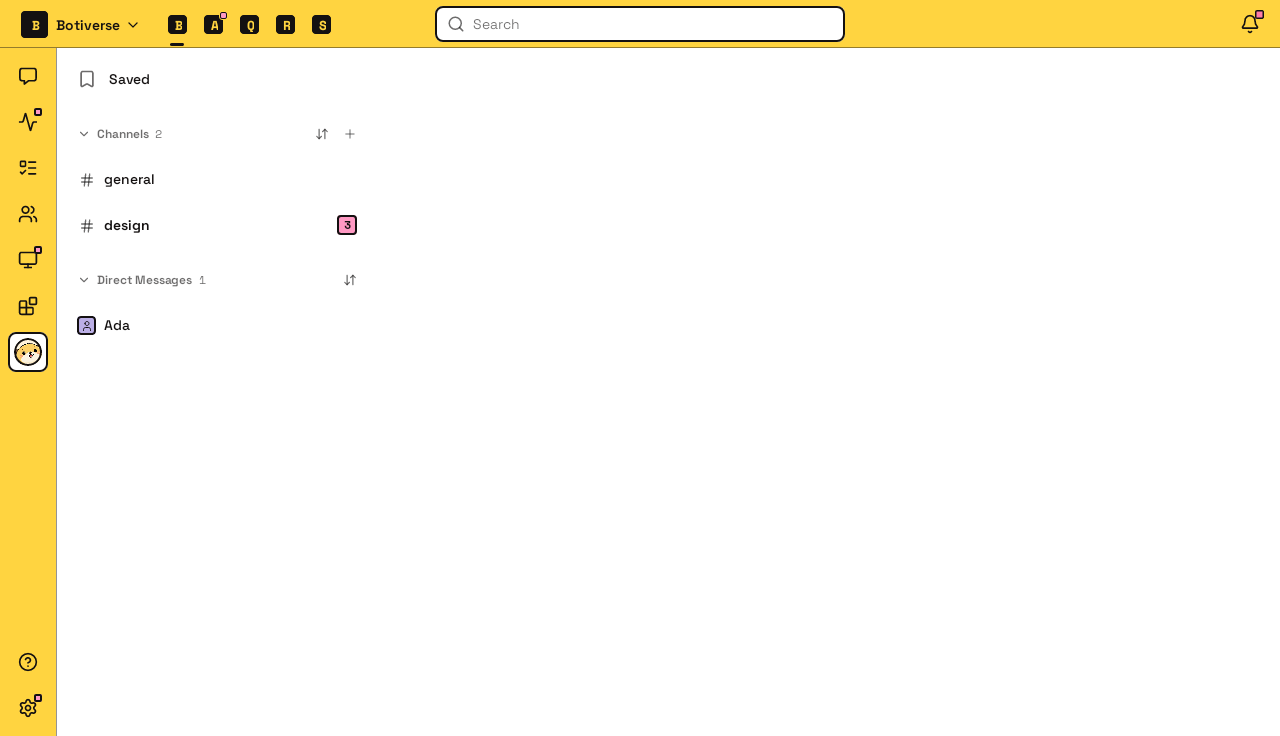 B Botiverse B A Q R S Search
Saved
Channels 2
general
design 3
Direct Messages 1
Ada